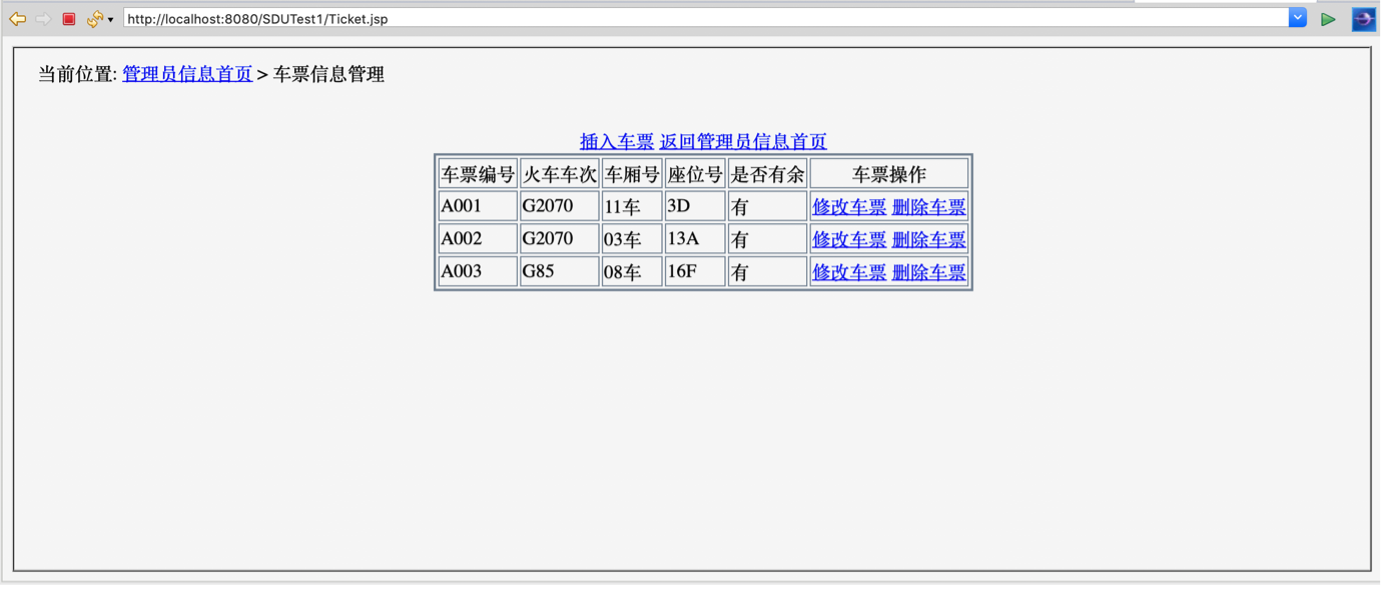 http://localhost:8080/SDUTest1/Ticket.jsp
当前位置: 管理员信息首页 > 车票信息管理
插入车票 返回管理员信息首页
车票编号 火车车次 车厢号 座位号 是否有余 车票操作
A001 G2070 11车 3D 有 修改车票 删除车票
A002 G2070 03车 13A 有 修改车票 删除车票
A003 G85 08车 16F 有 修改车票 删除车票